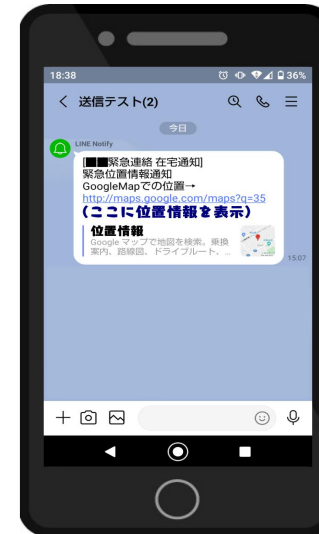 18:38
36%
送信テスト(2)
今日
LINE Notify
[■■緊急連絡 在宅通知]
緊急位置情報通知
GoogleMapでの位置→
http://maps.google.com/maps?q=35
(ここに位置情報を表示)
位置情報
Google マップで地図を検索。乗換
案内、路線図、ドライブルート、...
15:07